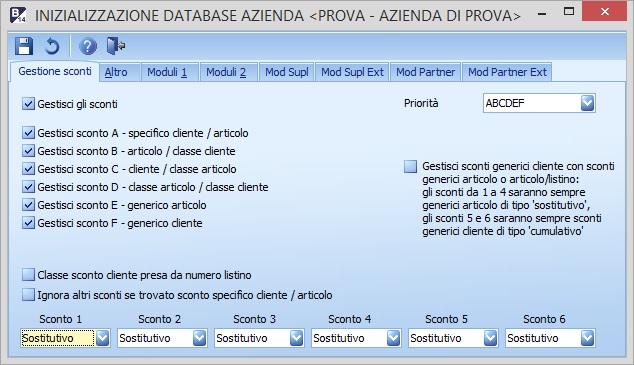 B 14 INIZIALIZZAZIONE DATABASE AZIENDA <PROVA - AZIENDA DI PROVA>
Gestione sconti Altro Moduli 1 Moduli 2 Mod Supl Mod Supl Ext Mod Partner Mod Partner Ext
Gestisci gli sconti
Priorità ABCDEF
Gestisci sconto A - specifico cliente / articolo
Gestisci sconto B - articolo / classe cliente
Gestisci sconto C - cliente / classe articolo
Gestisci sconto D - classe articolo / classe cliente
Gestisci sconto E - generico articolo
Gestisci sconto F - generico cliente
Gestisci sconti generici cliente con sconti
generici articolo o articolo/listino:
gli sconti da 1 a 4 saranno sempre
generici articolo di tipo 'sostitutivo',
gli sconti 5 e 6 saranno sempre sconti
generici cliente di tipo 'cumulativo'
Classe sconto cliente presa da numero listino
Ignora altri sconti se trovato sconto specifico cliente / articolo
Sconto 1 Sconto 2 Sconto 3 Sconto 4 Sconto 5 Sconto 6
Sostitutivo Sostitutivo Sostitutivo Sostitutivo Sostitutivo Sostitutivo